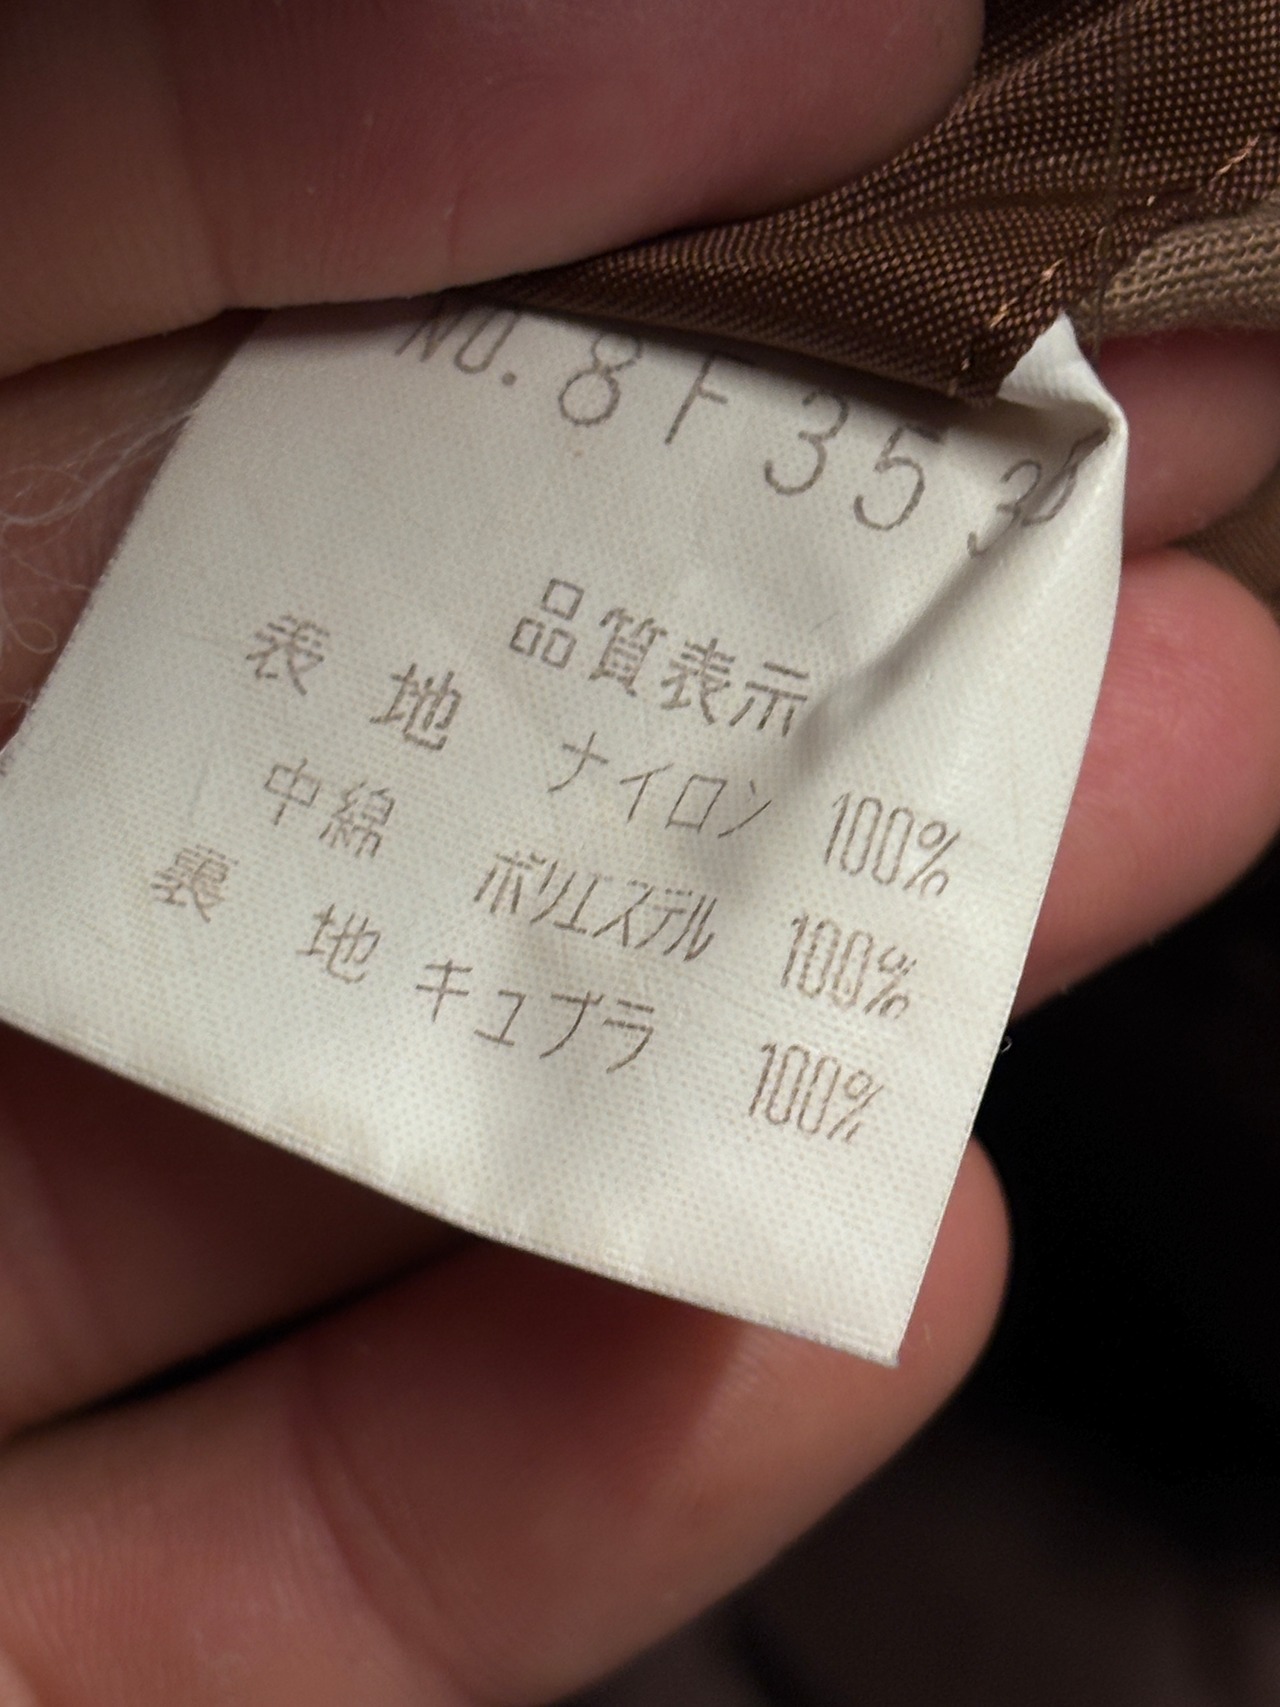 No. 8F35
品質表示
表地 ナイロン 100%
中綿 ポリエステル 100%
裏地 キュプラ 100%